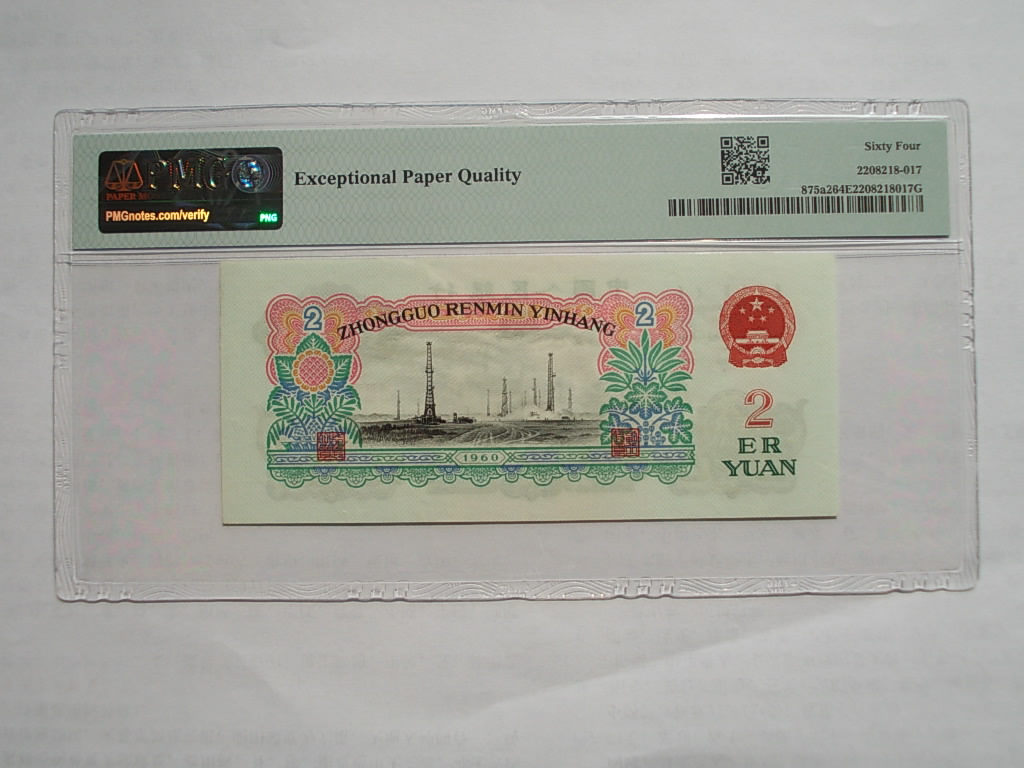 PMG
PAPER M
PMGnotes.com/verify
PNG
Exceptional Paper Quality
Sixty Four
2208218-017
875a264E2208218017G
2
ZHONGGUO RENMIN YINHANG
2
1960
2
ER
YUAN